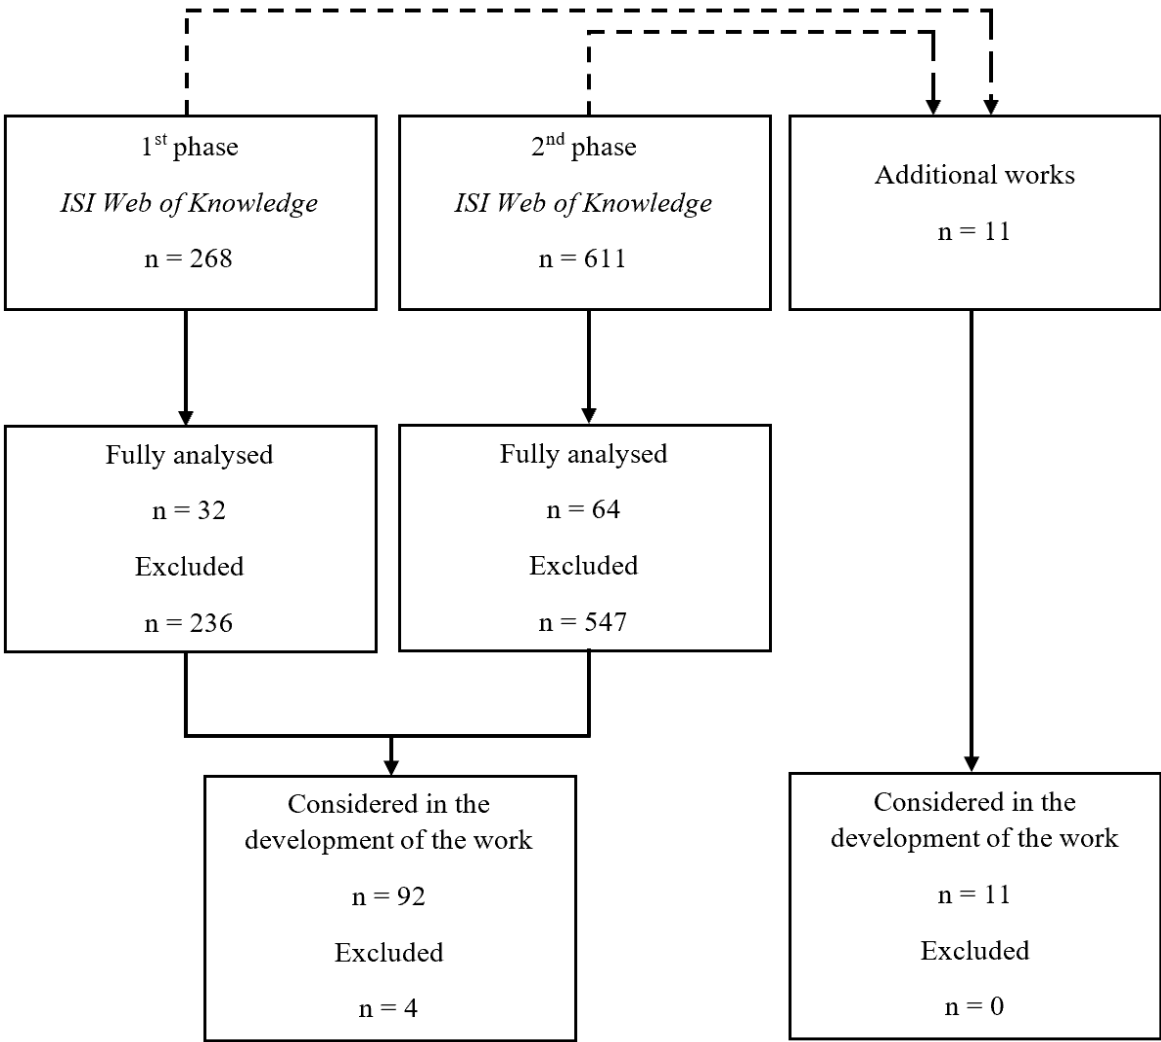 1st phase
ISI Web of Knowledge
n = 268
2nd phase
ISI Web of Knowledge
n = 611
Additional works
n = 11
Fully analysed
n = 32
Excluded
n = 236
Fully analysed
n = 64
Excluded
n = 547
Considered in the
development of the work
n = 92
Excluded
n = 4
Considered in the
development of the work
n = 11
Excluded
n = 0